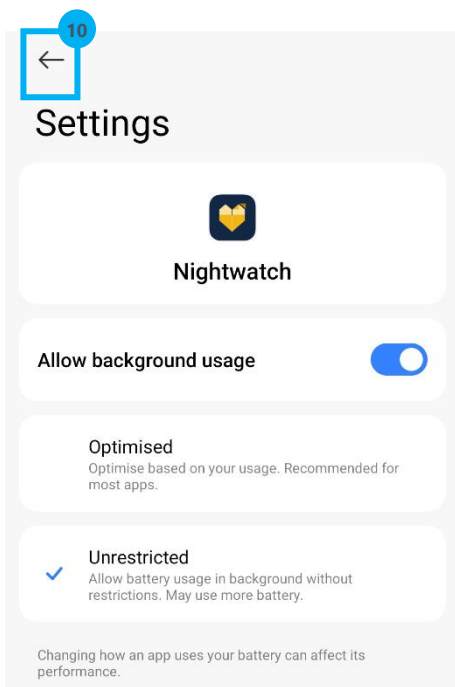 10
Settings
Nightwatch
Allow background usage
Optimised
Optimise based on your usage. Recommended for
most apps.
Unrestricted
Allow battery usage in background without
restrictions. May use more battery.
Changing how an app uses your battery can affect its
performance.